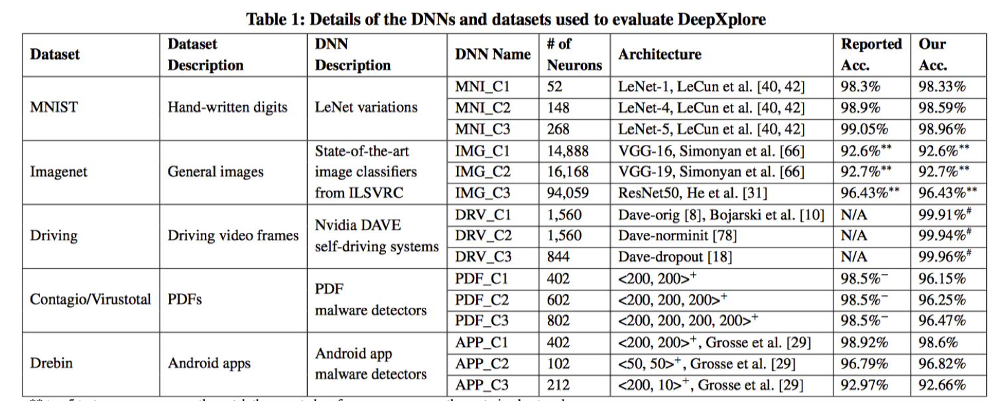 Table 1: Details of the DNNs and datasets used to evaluate DeepXplore
Dataset | Dataset Description | DNN Description | DNN Name | # of Neurons | Architecture | Reported Acc. | Our Acc.
MNIST | Hand-written digits | LeNet variations | MNI_C1 | 52 | LeNet-1, LeCun et al. [40, 42] | 98.3% | 98.33%
MNI_C2 | 148 | LeNet-4, LeCun et al. [40, 42] | 98.9% | 98.59%
MNI_C3 | 268 | LeNet-5, LeCun et al. [40, 42] | 99.05% | 98.96%
Imagenet | General images | State-of-the-art image classifiers from ILSVRC | IMG_C1 | 14,888 | VGG-16, Simonyan et al. [66] | 92.6%** | 92.6%**
IMG_C2 | 16,168 | VGG-19, Simonyan et al. [66] | 92.7%** | 92.7%**
IMG_C3 | 94,059 | ResNet50, He et al. [31] | 96.43%** | 96.43%**
Driving | Driving video frames | Nvidia DAVE self-driving systems | DRV_C1 | 1,560 | Dave-orig [8], Bojarski et al. [10] | N/A | 99.91%#
DRV_C2 | 1,560 | Dave-norminit [78] | N/A | 99.94%#
DRV_C3 | 844 | Dave-dropout [18] | N/A | 99.96%#
Contagio/Virustotal | PDFs | PDF malware detectors | PDF_C1 | 402 | <200, 200>+ | 98.5%− | 96.15%
PDF_C2 | 602 | <200, 200, 200>+ | 98.5%− | 96.25%
PDF_C3 | 802 | <200, 200, 200, 200>+ | 98.5%− | 96.47%
Drebin | Android apps | Android app malware detectors | APP_C1 | 402 | <200, 200>+, Grosse et al. [29] | 98.92% | 98.6%
APP_C2 | 102 | <50, 50>+, Grosse et al. [29] | 96.79% | 96.82%
APP_C3 | 212 | <200, 10>+, Grosse et al. [29] | 92.97% | 92.66%